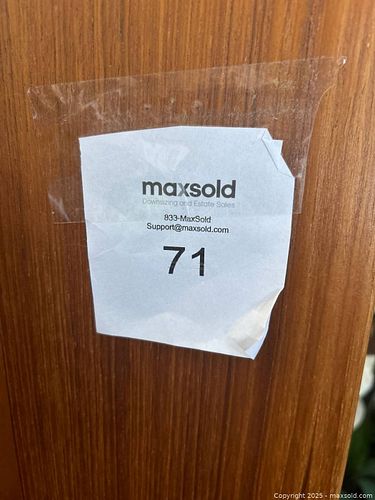 maxsold
Downsizing and Estate Sales
833-MaxSold
Support@maxsold.com
71
Copyright © 2025 - maxsold.com